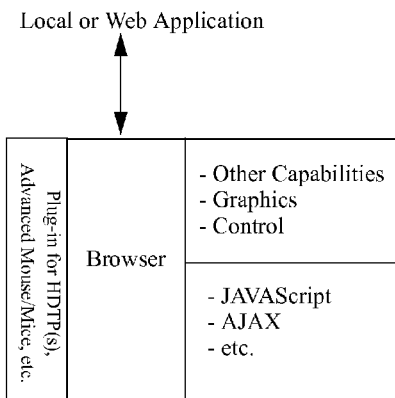 Local or Web Application
Plug-in for HDTP(s),
Advanced Mouse/Mice, etc.
Browser
- Other Capabilities
- Graphics
- Control
- JAVAScript
- AJAX
- etc.